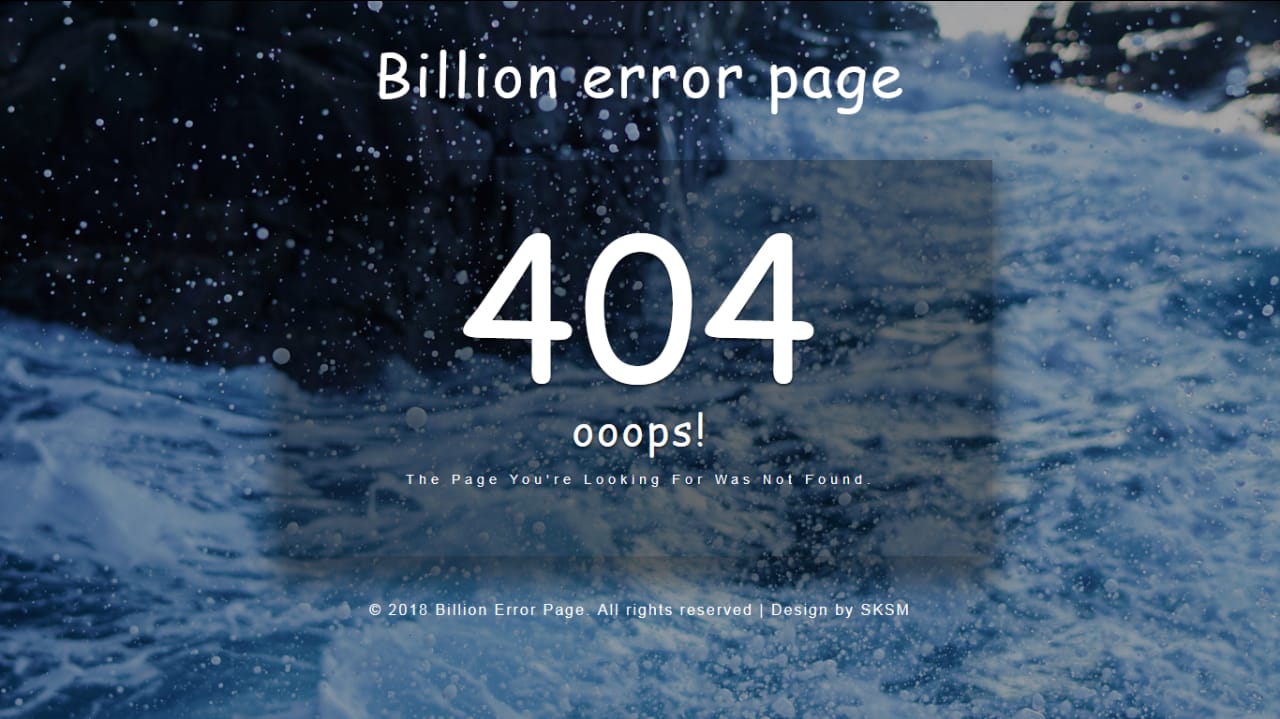 Billion error page
404
ooops!
The Page You're Looking For Was Not Found.
© 2018 Billion Error Page. All rights reserved | Design by SKSM